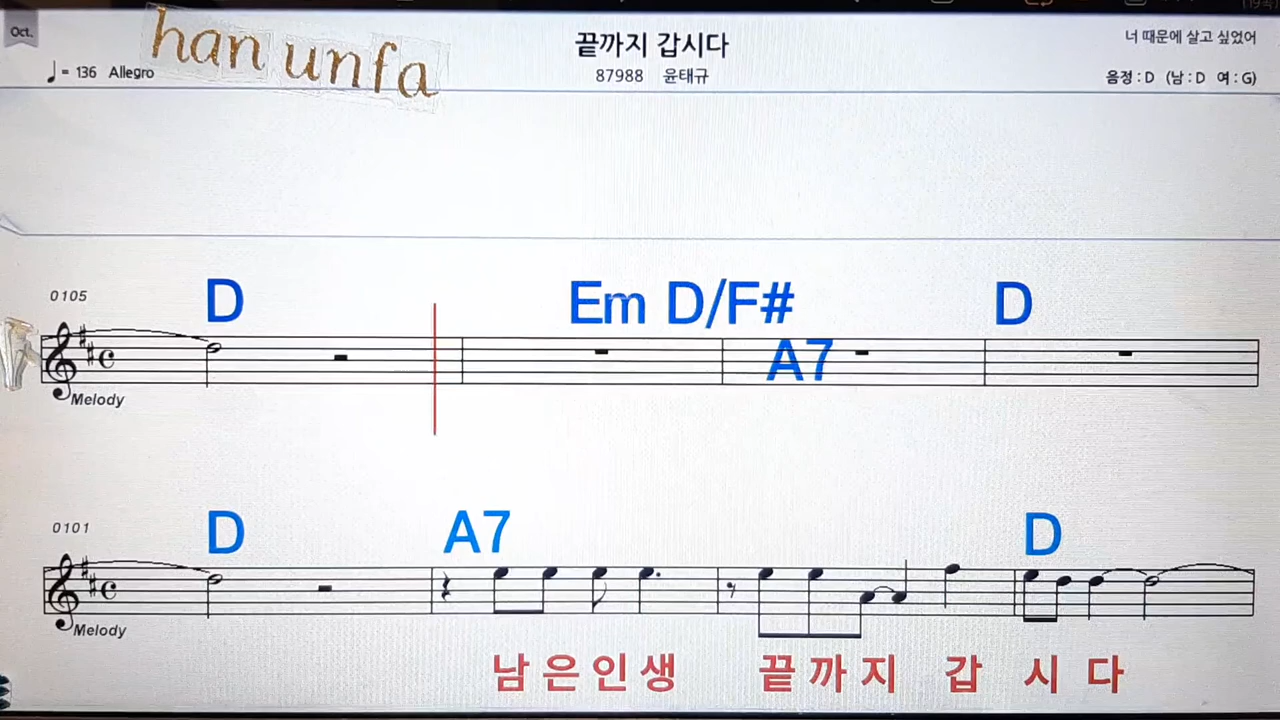 Oct.
han unfa
끝까지 갑시다
너 때문에 살고 싶었어
♩ = 136 Allegro
87988 윤태규
음정 : D (남 : D 여 : G)
0105
D Em D/F# D
A7
Melody
0101
D A7 D
Melody
남은인생 끝까지 갑 시 다